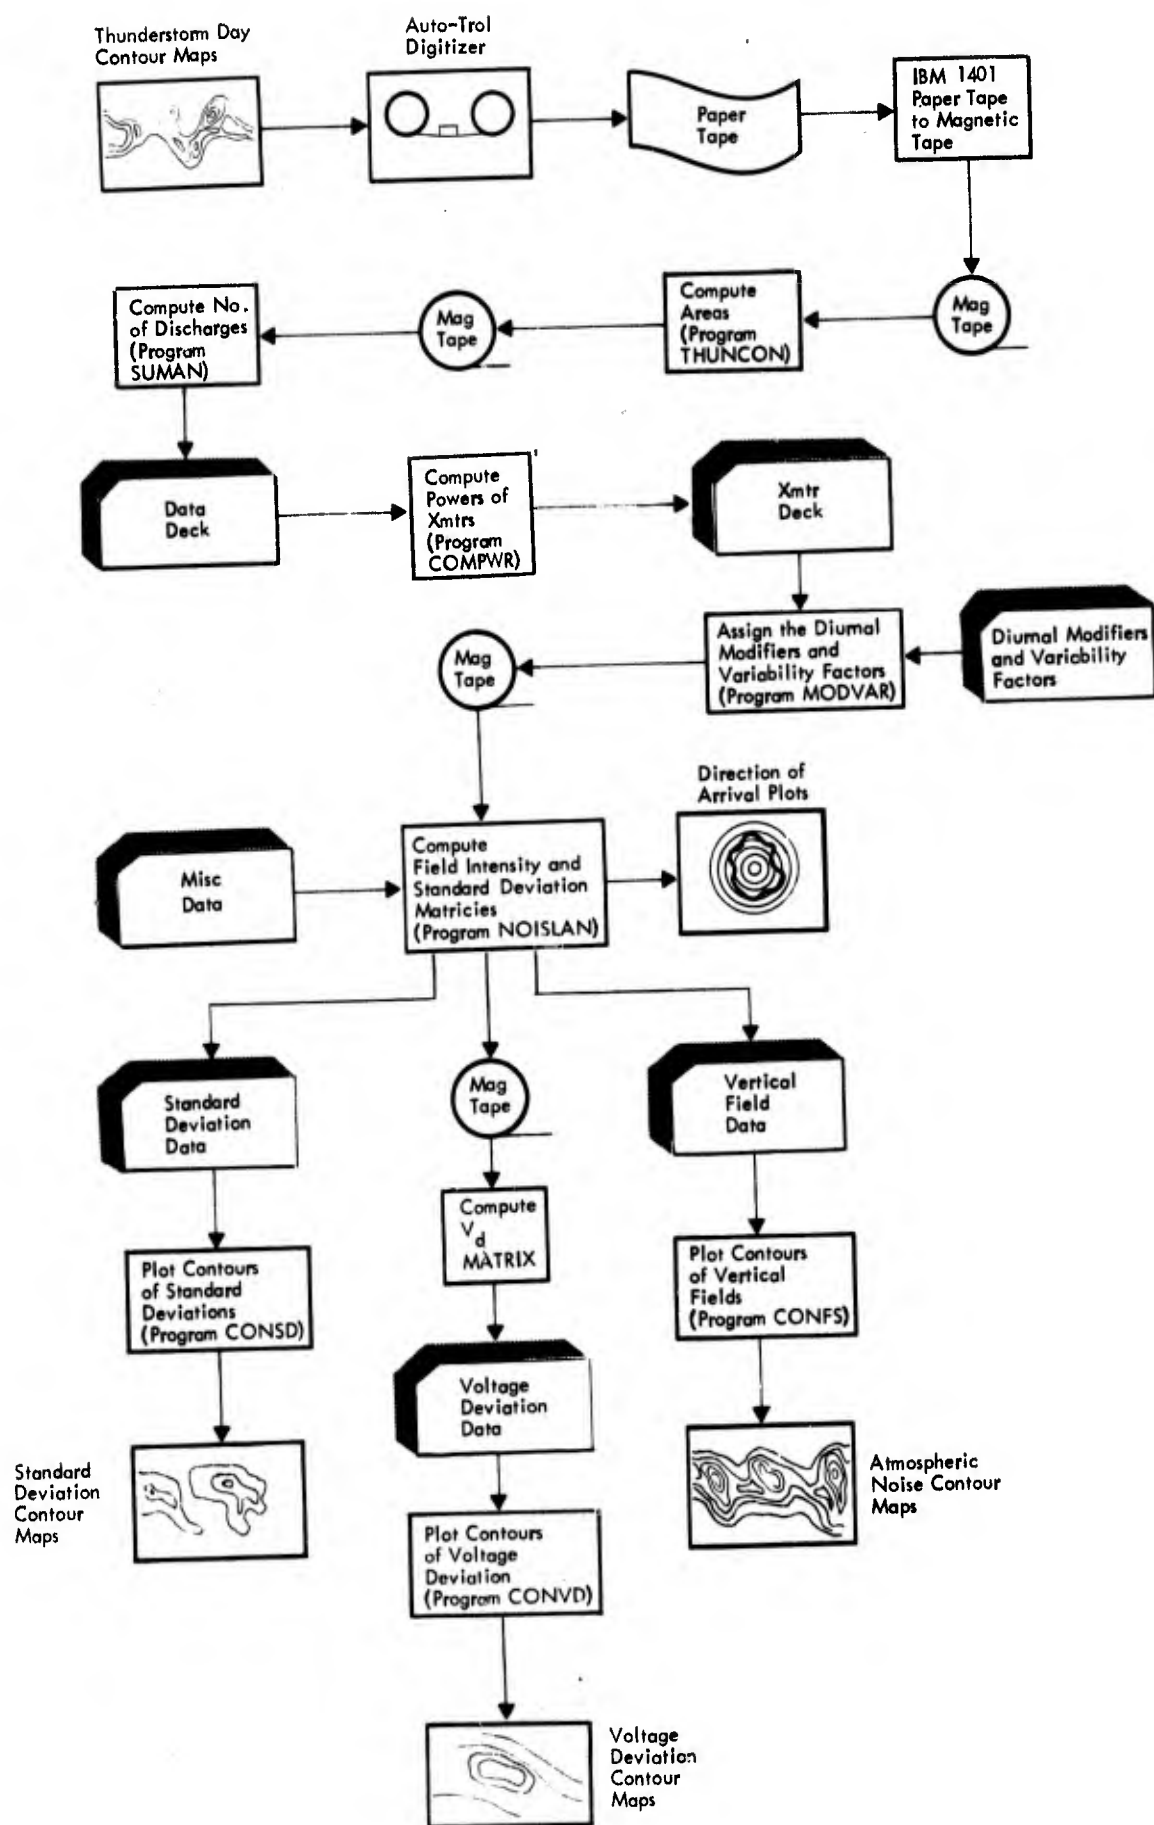 Thunderstorm Day
Contour Maps
Auto-Trol
Digitizer
Paper
Tape
IBM 1401
Paper Tape
to Magnetic
Tape
Compute No.
of Discharges
(Program
SUMAN)
Mag
Tape
Compute
Areas
(Program
THUNCON)
Mag
Tape
Data
Deck
Compute
Powers of
Xmtrs
(Program
COMPWR)
Xmtr
Deck
Mag
Tape
Assign the Diurnal
Modifiers and
Variability Factors
(Program MODVAR)
Diurnal Modifiers
and Variability
Factors
Direction of
Arrival Plots
Misc
Data
Compute
Field Intensity and
Standard Deviation
Matricies
(Program NOISLAN)
Standard
Deviation
Data
Mag
Tape
Vertical
Field
Data
Compute
Vd
MATRIX
Plot Contours
of Standard
Deviations
(Program CONSD)
Plot Contours
of Vertical
Fields
(Program CONFS)
Voltage
Deviation
Data
Standard
Deviation
Contour
Maps
Atmospheric
Noise Contour
Maps
Plot Contours
of Voltage
Deviation
(Program CONVD)
Voltage
Deviation
Contour
Maps